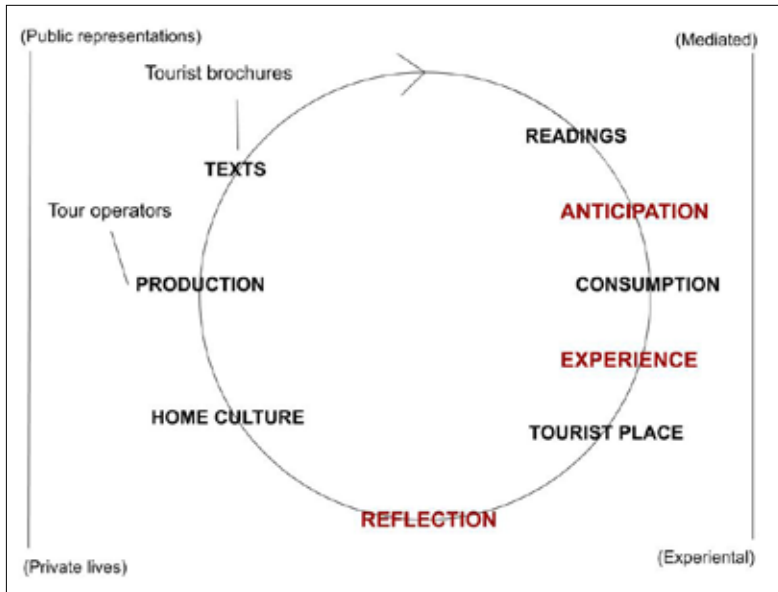 (Public representations)
(Mediated)
Tourist brochures
READINGS
TEXTS
ANTICIPATION
Tour operators
PRODUCTION
CONSUMPTION
EXPERIENCE
HOME CULTURE
TOURIST PLACE
REFLECTION
(Private lives)
(Experiental)